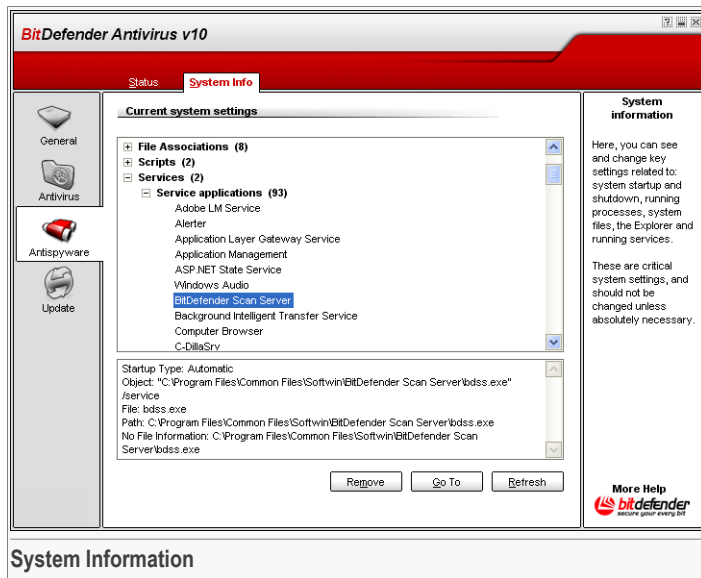 BitDefender Antivirus v10
Status
System Info
General
Antivirus
Antispyware
Update
Current system settings
File Associations (8)
Scripts (2)
Services (2)
Service applications (93)
Adobe LM Service
Alerter
Application Layer Gateway Service
Application Management
ASP.NET State Service
Windows Audio
BitDefender Scan Server
Background Intelligent Transfer Service
Computer Browser
C-DillaSrv
Startup Type: Automatic
Object: "C:\Program Files\Common Files\Softwin\BitDefender Scan Server\bdss.exe"
/service
File: bdss.exe
Path: C:\Program Files\Common Files\Softwin\BitDefender Scan Server\bdss.exe
No File Information: C:\Program Files\Common Files\Softwin\BitDefender Scan
Server\bdss.exe
Remove
Go To
Refresh
System
information
Here, you can see
and change key
settings related to:
system startup and
shutdown, running
processes, system
files, the Explorer and
running services.
These are critical
system settings, and
should not be
changed unless
absolutely necessary.
More Help
bitdefender
secure your every bit
System Information